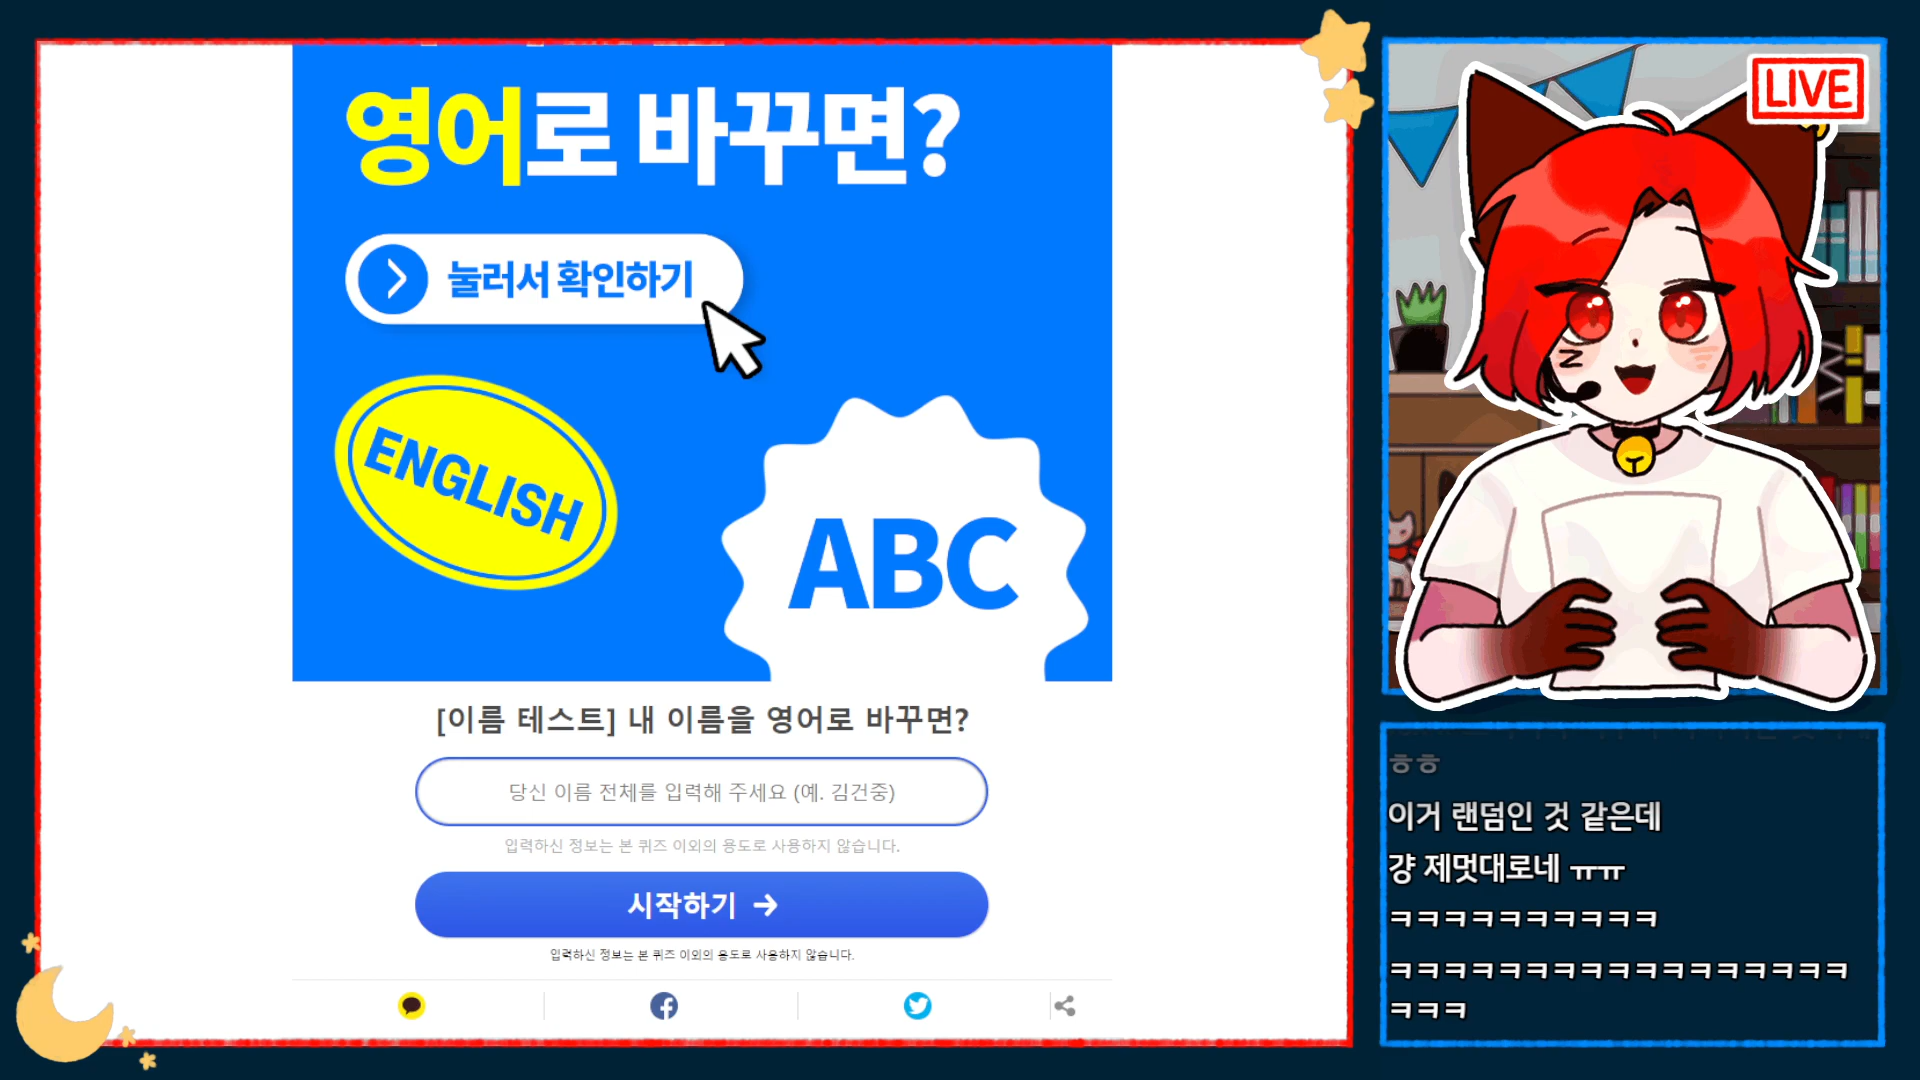 영어로 바꾸면?
눌러서 확인하기
ENGLISH
ABC
[이름 테스트] 내 이름을 영어로 바꾸면?
당신 이름 전체를 입력해 주세요 (예. 김건중)
입력하신 정보는 본 퀴즈 이외의 용도로 사용하지 않습니다.
시작하기 →
입력하신 정보는 본 퀴즈 이외의 용도로 사용하지 않습니다.
LIVE
ㅎㅎ
이거 랜덤인 것 같은데
걍 제멋대로네 ㅠㅠ
ㅋㅋㅋㅋㅋㅋㅋㅋㅋㅋ
ㅋㅋㅋㅋㅋㅋㅋㅋㅋㅋㅋㅋㅋㅋㅋㅋㅋ
ㅋㅋㅋ